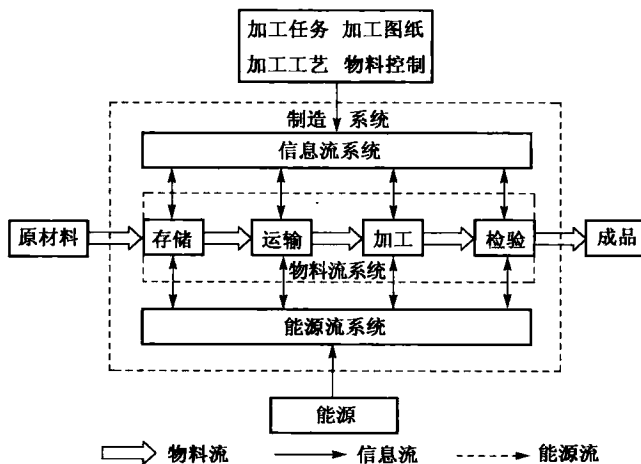 加工任务 加工图纸
加工工艺 物料控制
制造 系统
信息流系统
原材料
存储
运输
加工
检验
成品
物料流系统
能源流系统
能源
物料流
信息流
能源流